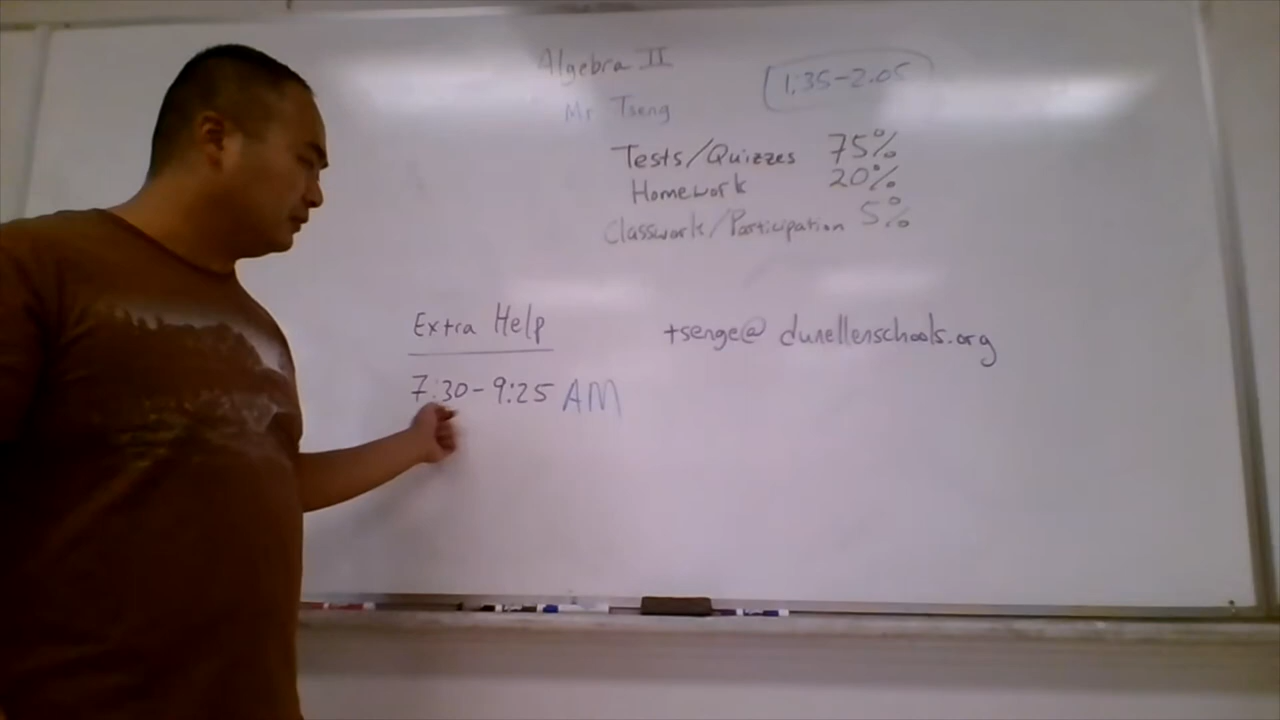 Algebra II
1:35-2:05
Mr Tseng
Tests/Quizzes 75%
Homework 20%
Classwork/Participation 5%
Extra Help
tsenge@dunellenschools.org
7:30-9:25 AM